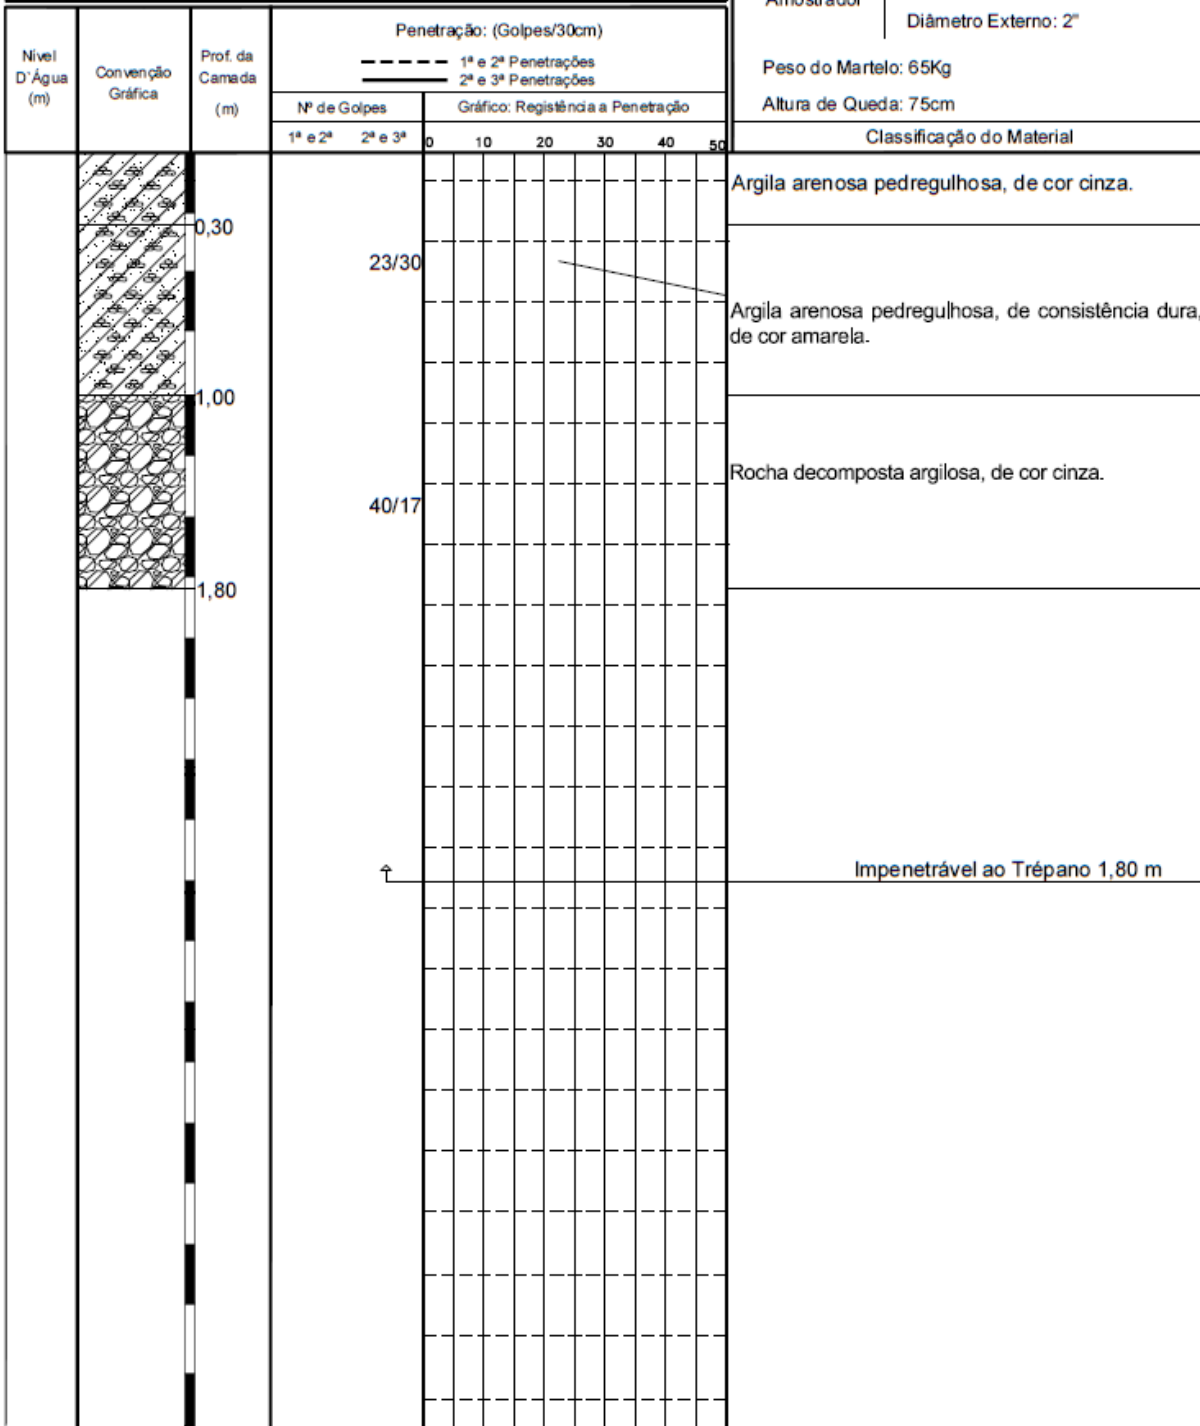 Amostrador
Diâmetro Externo: 2"
Peso do Martelo: 65Kg
Altura de Queda: 75cm
Classificação do Material
Nivel
D`Água
(m)
Convenção
Gráfica
Prof. da
Camada
(m)
Penetração: (Golpes/30cm)
1ª e 2ª Penetrações
2ª e 3ª Penetrações
Nº de Golpes
Gráfico: Registência a Penetração
1ª e 2ª 2ª e 3ª
0 10 20 30 40 50
Argila arenosa pedregulhosa, de cor cinza.
0,30
23/30
Argila arenosa pedregulhosa, de consistência dura,
de cor amarela.
1,00
Rocha decomposta argilosa, de cor cinza.
40/17
1,80
Impenetrável ao Trépano 1,80 m